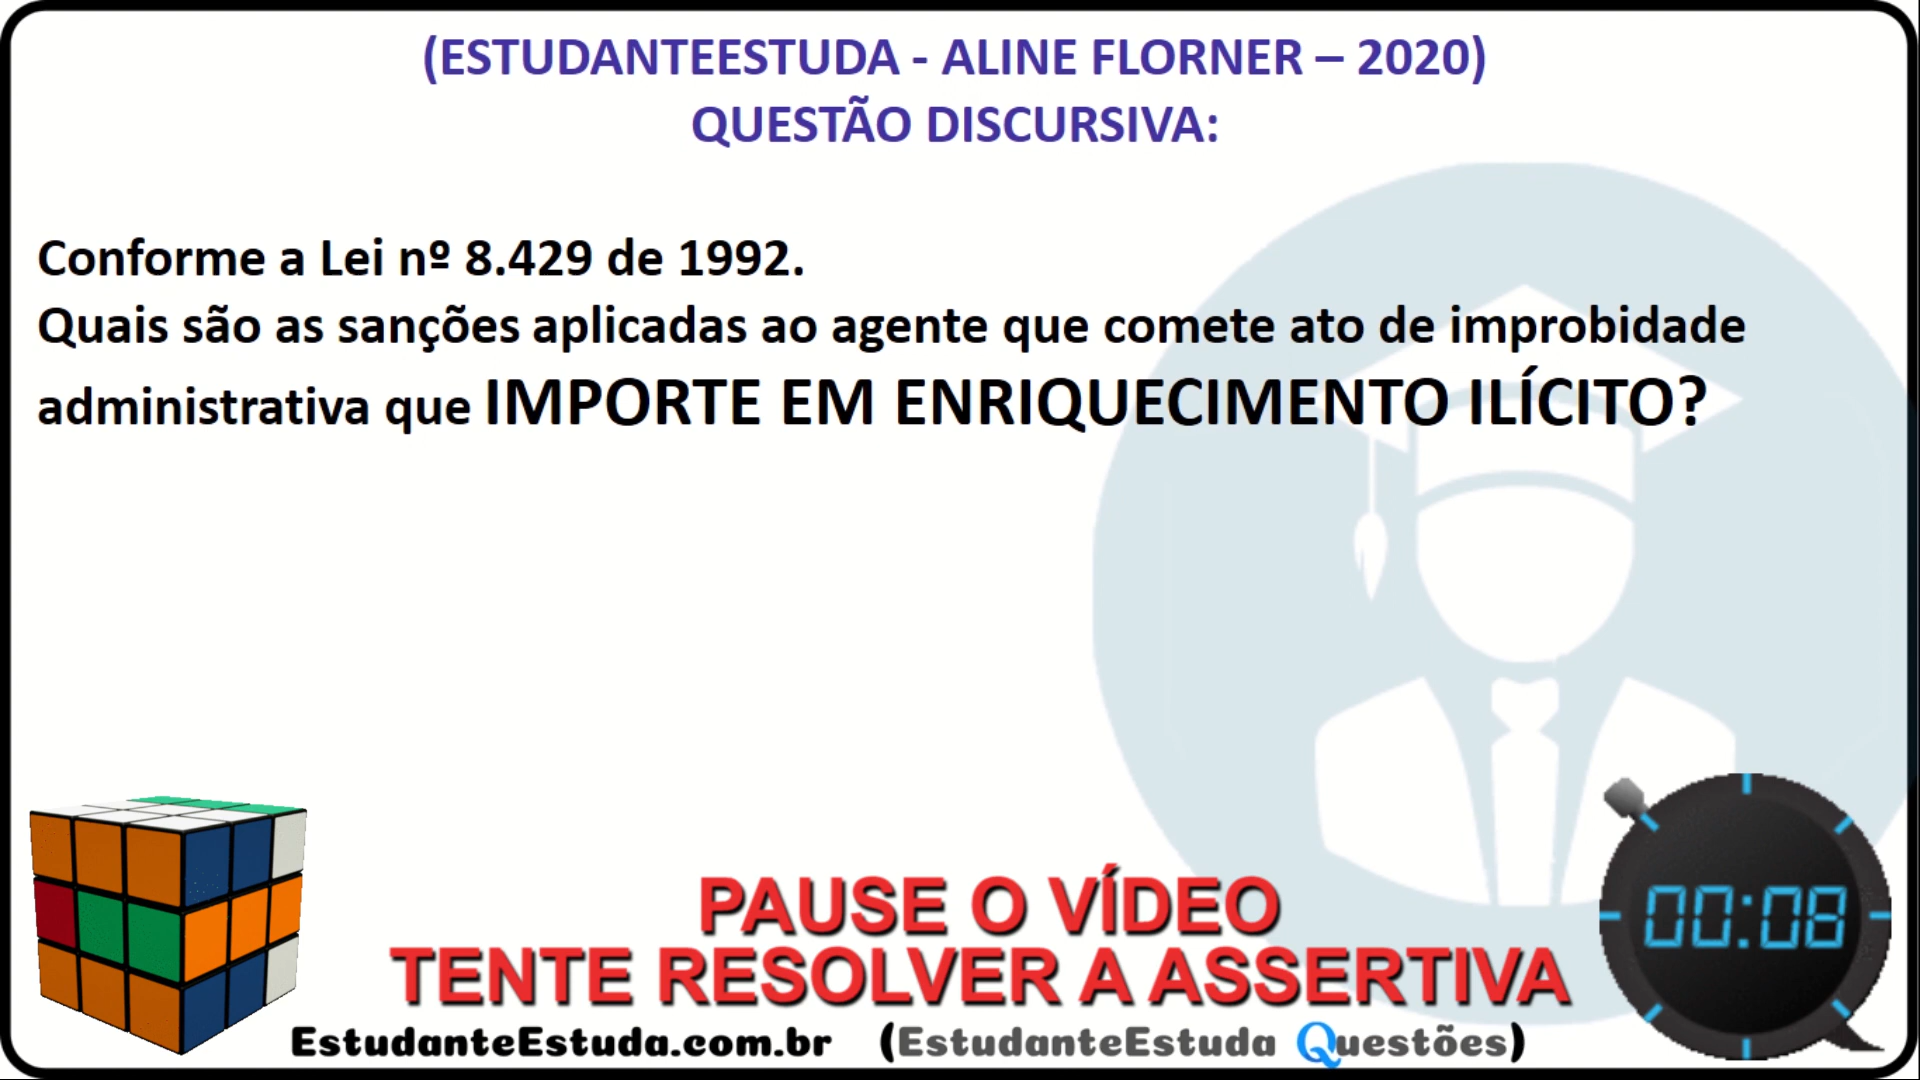 (ESTUDANTEESTUDA - ALINE FLORNER – 2020)
QUESTÃO DISCURSIVA:
Conforme a Lei nº 8.429 de 1992.
Quais são as sanções aplicadas ao agente que comete ato de improbidade
administrativa que IMPORTE EM ENRIQUECIMENTO ILÍCITO?
PAUSE O VÍDEO
TENTE RESOLVER A ASSERTIVA
00:08
EstudanteEstuda.com.br (EstudanteEstuda Questões)